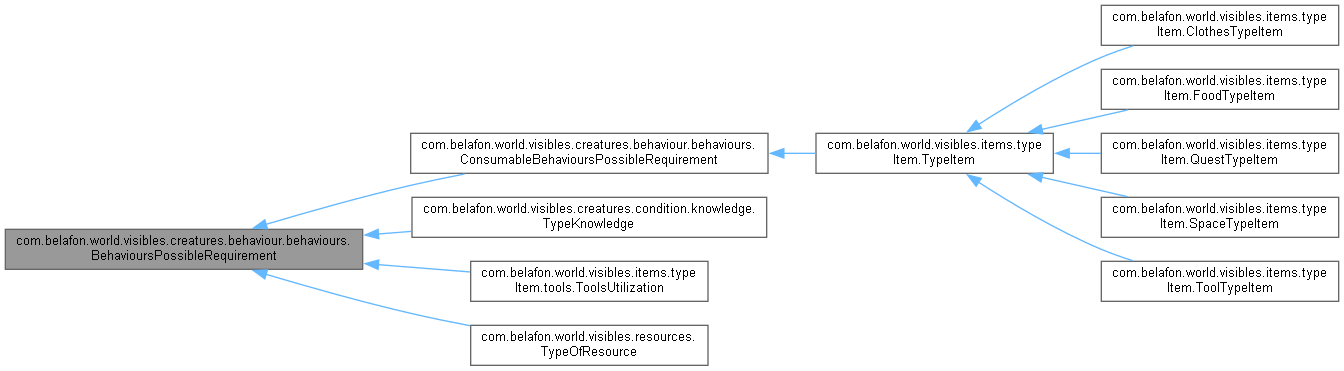 com.belafon.world.visibles.creatures.behaviour.behaviours.
BehavioursPossibleRequirement
com.belafon.world.visibles.creatures.behaviour.behaviours.
ConsumableBehavioursPossibleRequirement
com.belafon.world.visibles.creatures.condition.knowledge.
TypeKnowledge
com.belafon.world.visibles.items.type
Item.tools.ToolsUtilization
com.belafon.world.visibles.resources.
TypeOfResource
com.belafon.world.visibles.items.type
Item.TypeItem
com.belafon.world.visibles.items.type
Item.ClothesTypeItem
com.belafon.world.visibles.items.type
Item.FoodTypeItem
com.belafon.world.visibles.items.type
Item.QuestTypeItem
com.belafon.world.visibles.items.type
Item.SpaceTypeItem
com.belafon.world.visibles.items.type
Item.ToolTypeItem